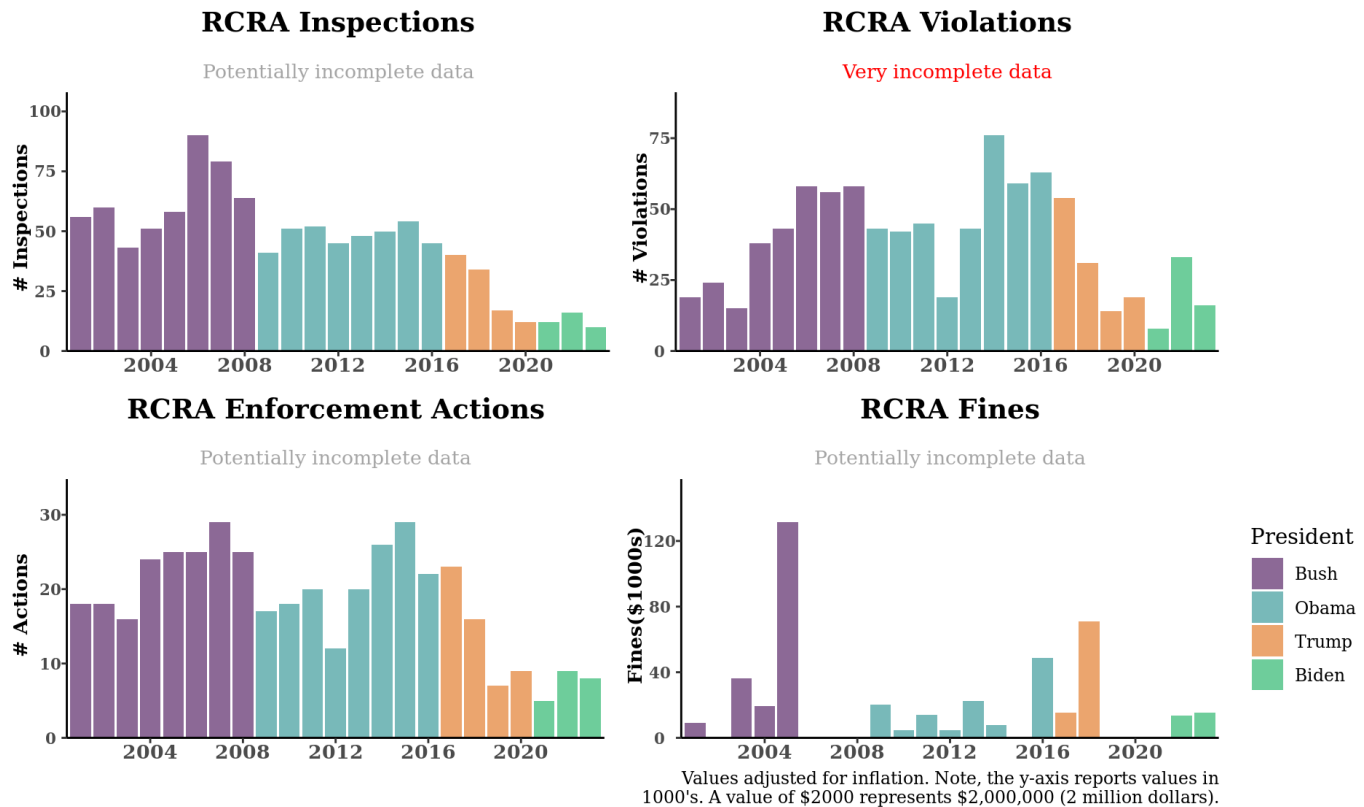 RCRA Inspections
Potentially incomplete data
# Inspections
100
75
50
25
0
2004 2008 2012 2016 2020
RCRA Violations
Very incomplete data
# Violations
75
50
25
0
2004 2008 2012 2016 2020
RCRA Enforcement Actions
Potentially incomplete data
# Actions
30
20
10
0
2004 2008 2012 2016 2020
RCRA Fines
Potentially incomplete data
Fines($1000s)
120
80
40
0
2004 2008 2012 2016 2020
President
Bush
Obama
Trump
Biden
Values adjusted for inflation. Note, the y-axis reports values in
1000's. A value of $2000 represents $2,000,000 (2 million dollars).